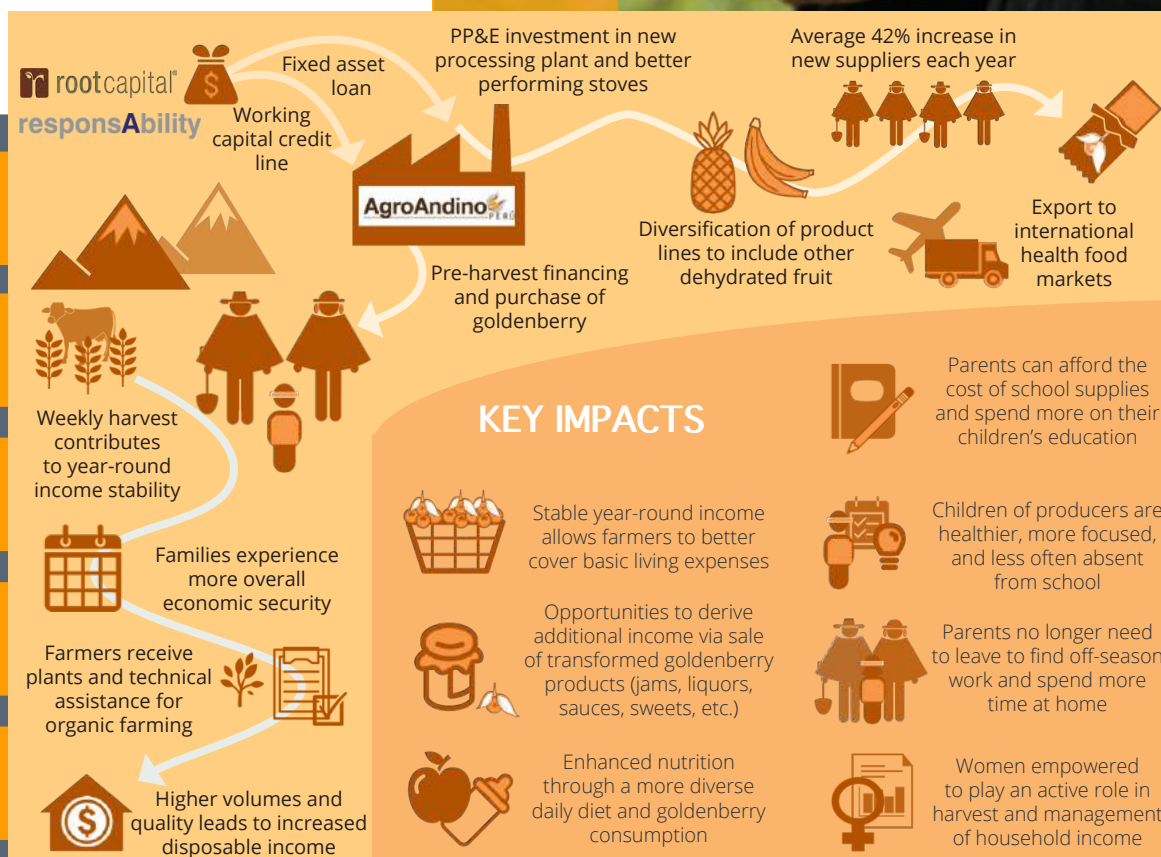 rootcapital®
responsAbility
Fixed asset
loan
Working
capital credit
line
PP&E investment in new
processing plant and better
performing stoves
Average 42% increase in
new suppliers each year
AgroAndino
PERÚ
Diversification of product
lines to include other
dehydrated fruit
Export to
international
health food
markets
Pre-harvest financing
and purchase of
goldenberry
Weekly harvest
contributes
to year-round
income stability
Families experience
more overall
economic security
Farmers receive
plants and technical
assistance for
organic farming
Higher volumes and
quality leads to increased
disposable income
KEY IMPACTS
Stable year-round income
allows farmers to better
cover basic living expenses
Opportunities to derive
additional income via sale
of transformed goldenberry
products (jams, liquors,
sauces, sweets, etc.)
Enhanced nutrition
through a more diverse
daily diet and goldenberry
consumption
Parents can afford the
cost of school supplies
and spend more on their
children’s education
Children of producers are
healthier, more focused,
and less often absent
from school
Parents no longer need
to leave to find off-season
work and spend more
time at home
Women empowered
to play an active role in
harvest and management
of household income